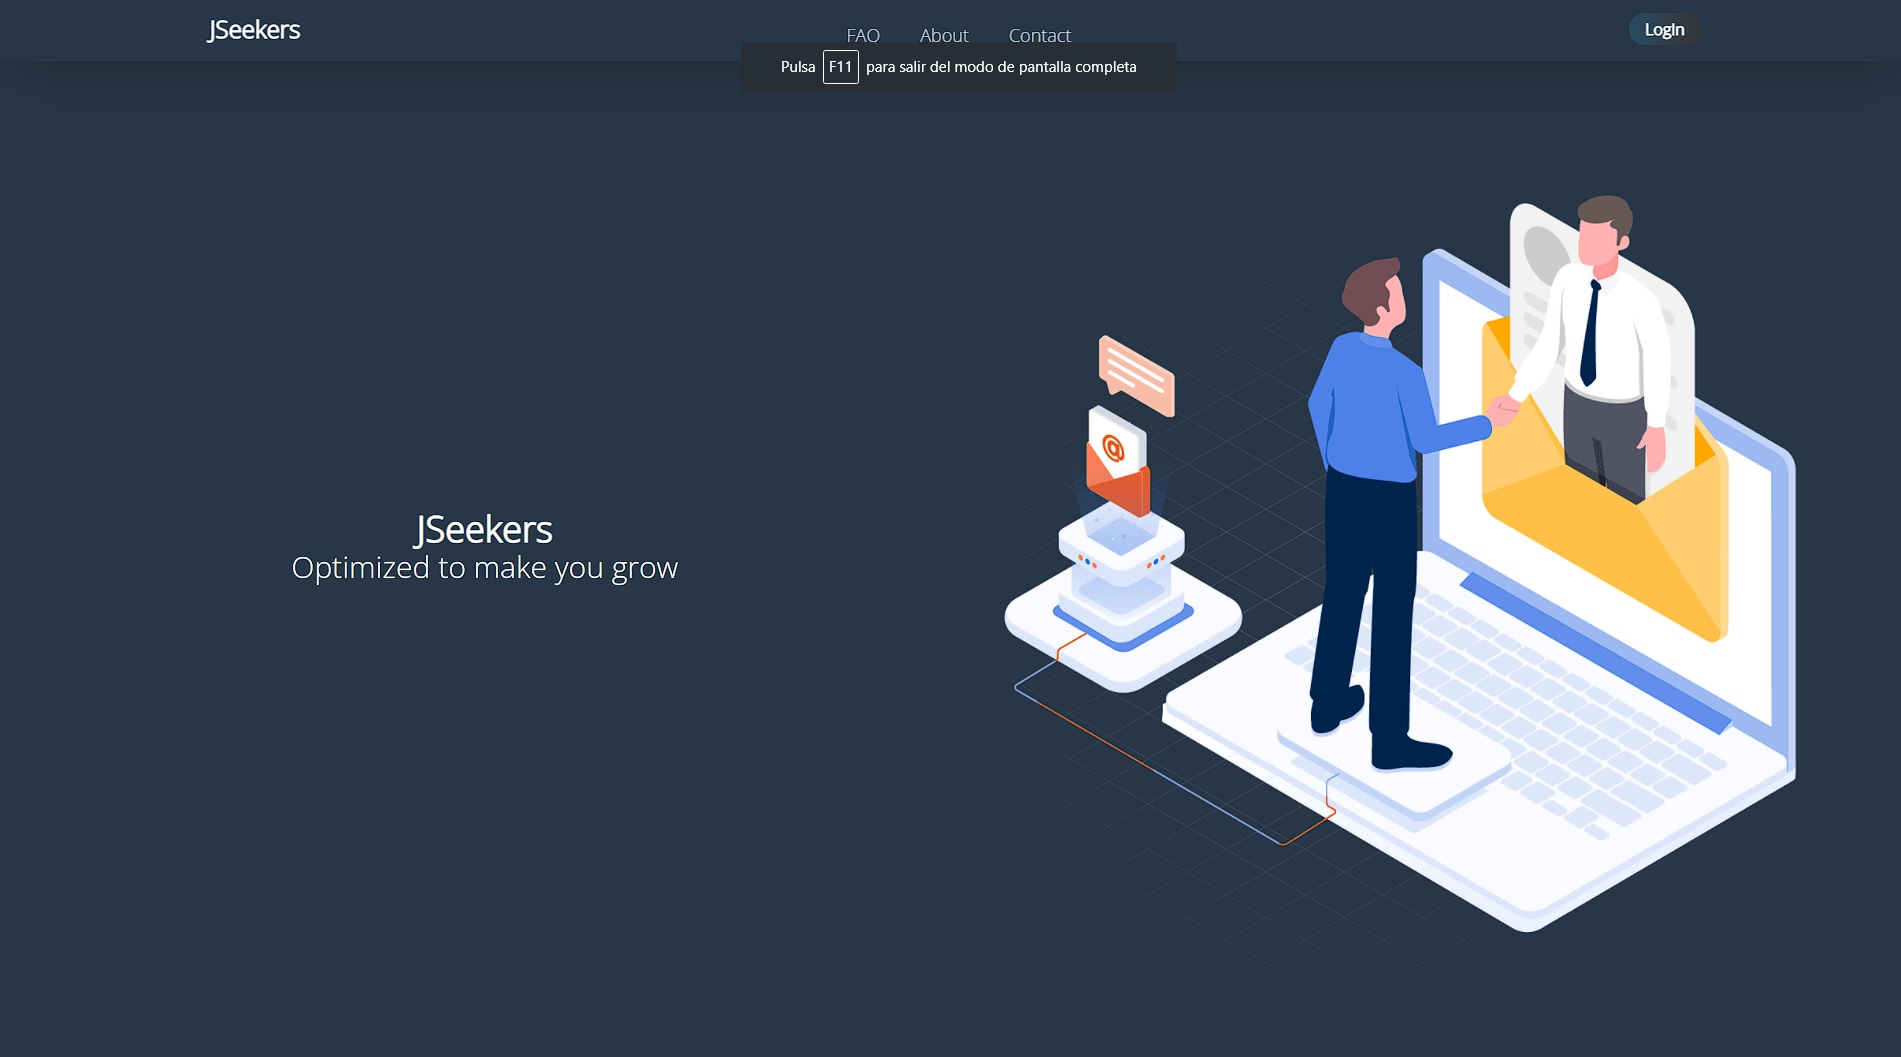 JSeekers
FAQ About Contact
LogIn
Pulsa F11 para salir del modo de pantalla completa
@
JSeekers
Optimized to make you grow